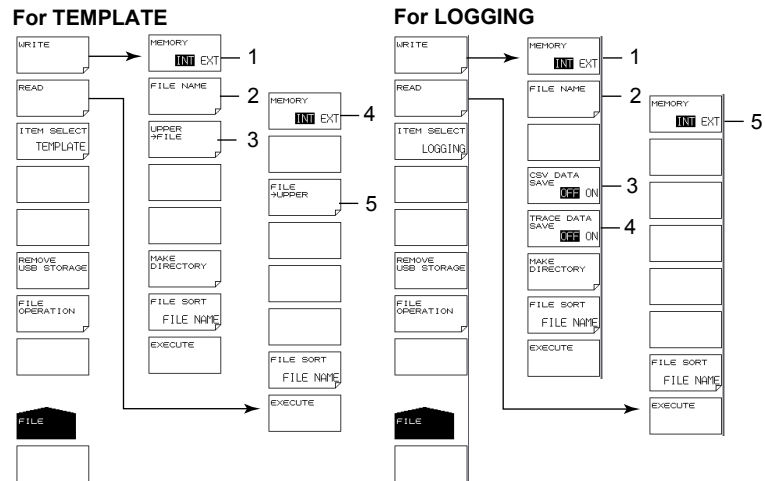 For TEMPLATE
WRITE
READ
ITEM SELECT
TEMPLATE
REMOVE
USB STORAGE
FILE
OPERATION
FILE
MEMORY
INT EXT
1
FILE NAME
2
UPPER
→FILE
3
MAKE
DIRECTORY
FILE SORT
FILE NAME
EXECUTE
MEMORY
INT EXT
4
FILE
→UPPER
5
FILE SORT
FILE NAME
EXECUTE
For LOGGING
WRITE
READ
ITEM SELECT
LOGGING
REMOVE
USB STORAGE
FILE
OPERATION
FILE
MEMORY
INT EXT
1
FILE NAME
2
CSV DATA
SAVE
OFF ON
3
TRACE DATA
SAVE
OFF ON
4
MAKE
DIRECTORY
FILE SORT
FILE NAME
EXECUTE
MEMORY
INT EXT
5
FILE SORT
FILE NAME
EXECUTE